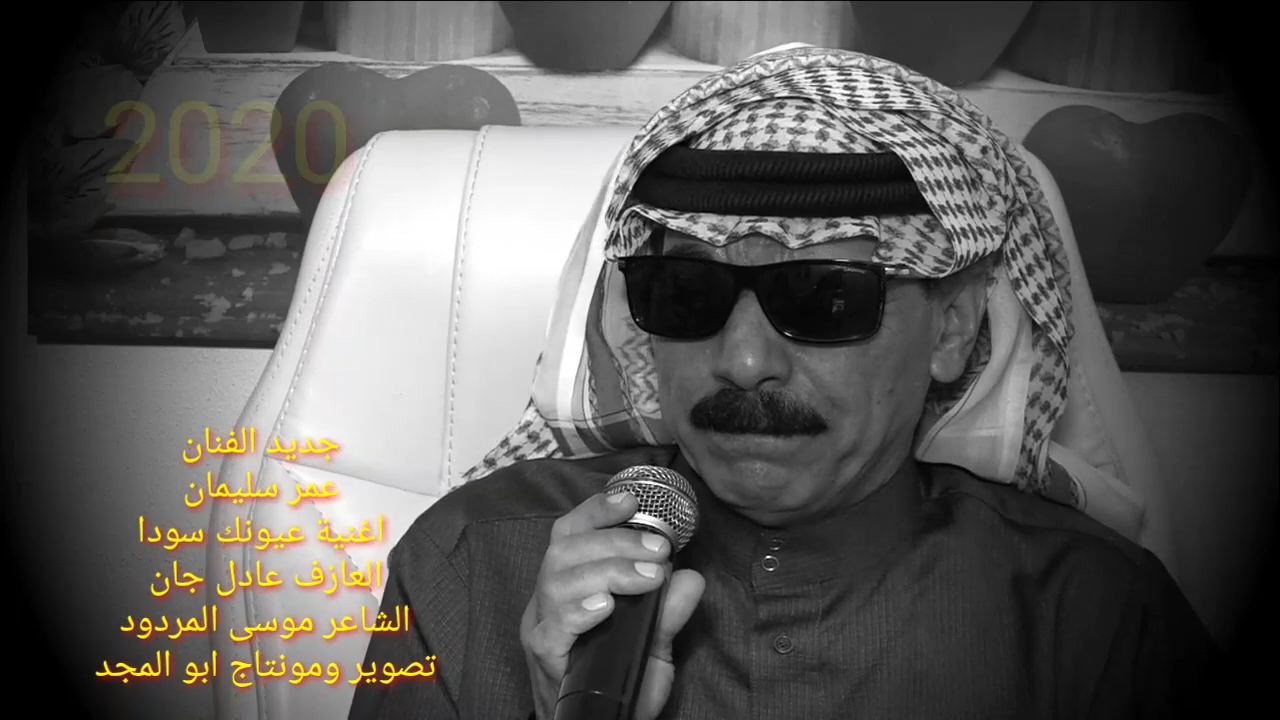 2020
جديد الفنان
عمر سليمان
اغنية عيونك سودا
العازف عادل جان
الشاعر موسى المردود
تصوير ومونتاج ابو المجد